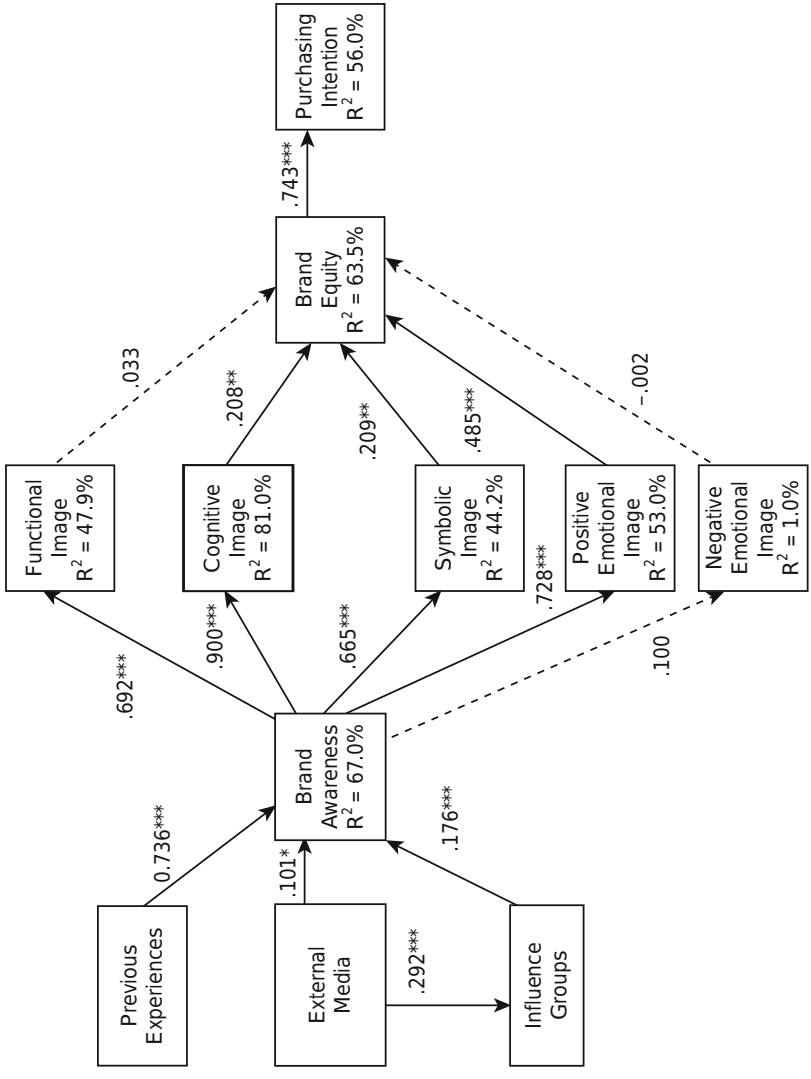 Previous
Experiences
External
Media
Influence
Groups
0.736***
.101*
.292***
.176***
Brand
Awareness
R² = 67.0%
.692***
.900***
.665***
.728***
.100
Functional
Image
R² = 47.9%
Cognitive
Image
R² = 81.0%
Symbolic
Image
R² = 44.2%
Positive
Emotional
Image
R² = 53.0%
Negative
Emotional
Image
R² = 1.0%
.033
.208**
.209**
.485***
–.002
Brand
Equity
R² = 63.5%
.743***
Purchasing
Intention
R² = 56.0%